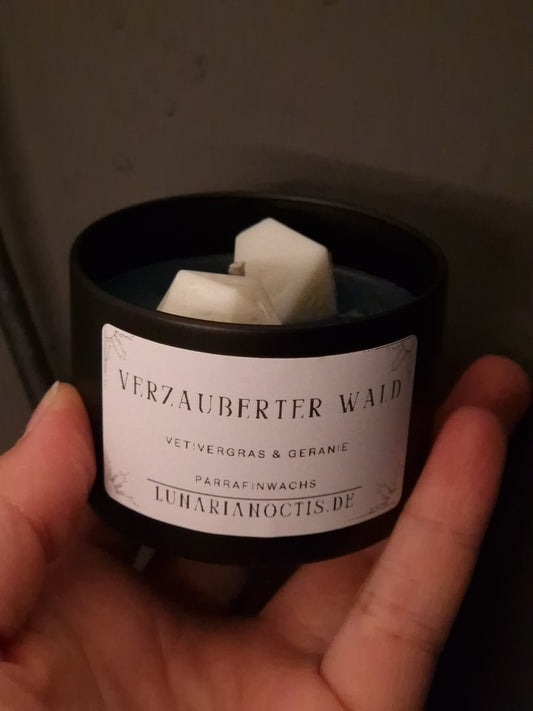 VERZAUBERTER WALD
VETIVERGRAS & GERANIE
PARRAFINWACHS
LUNARIANOCTIS.DE